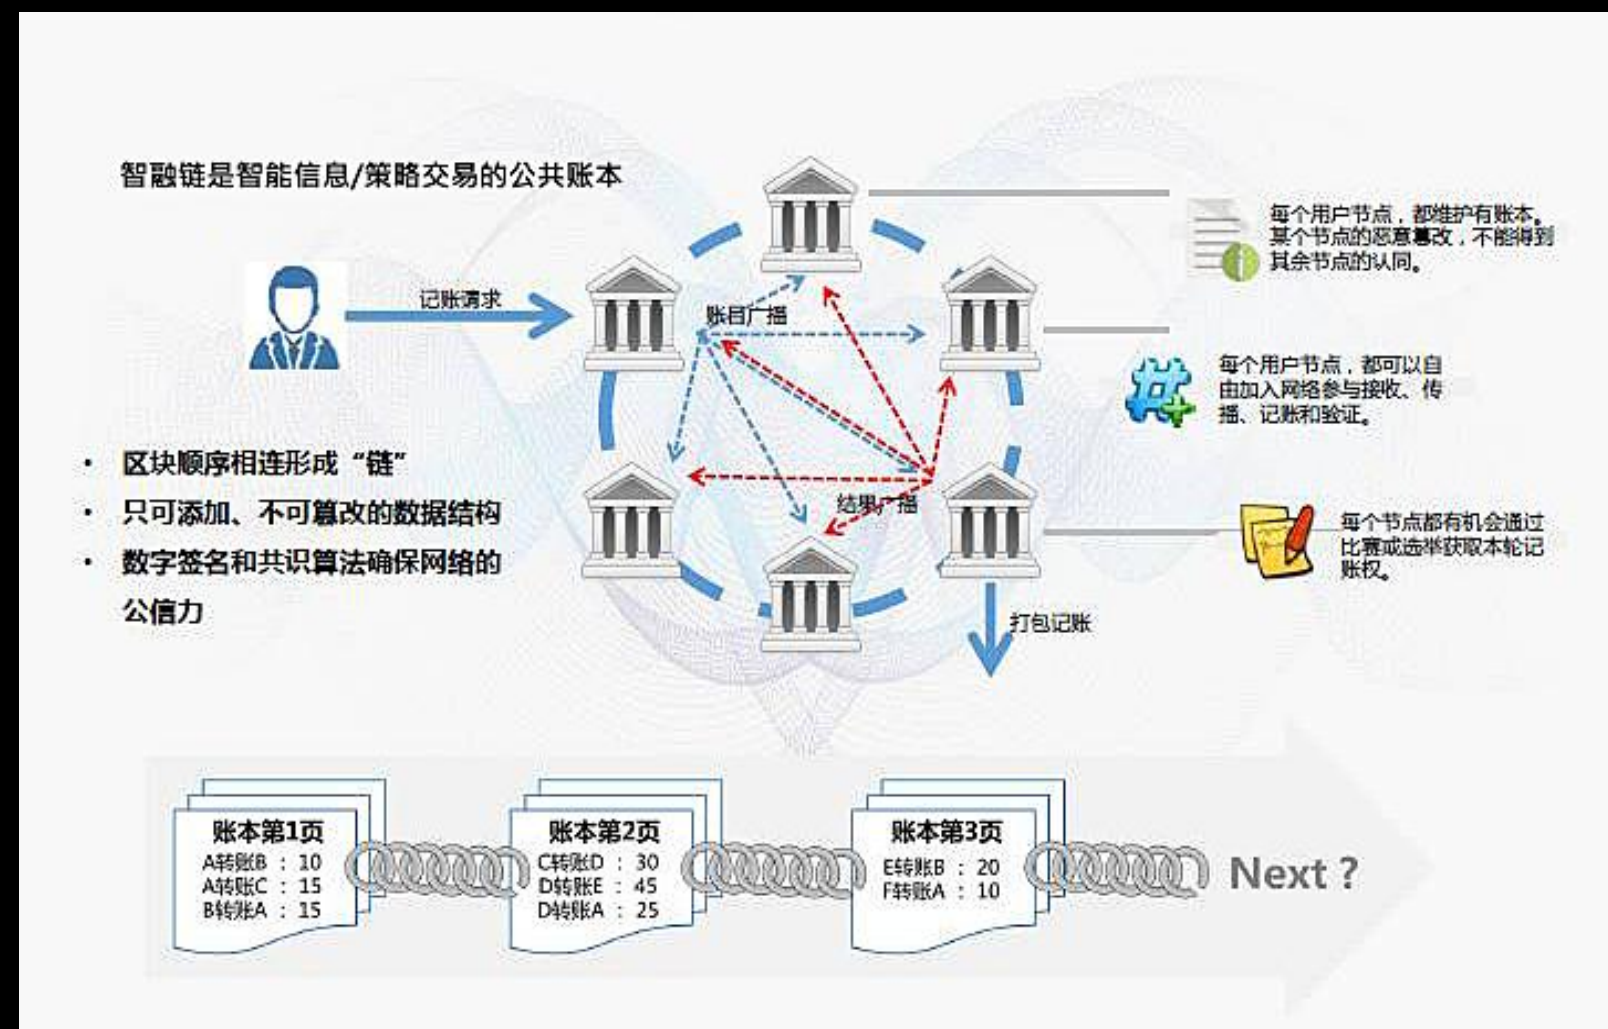 智融链是智能信息/策略交易的公共账本
记账请求
账目广播
结果广播
打包记账
每个用户节点，都维护有账本。
某个节点的恶意篡改，不能得到
其余节点的认同。
每个用户节点，都可以自
由加入网络参与接收、传
播、记账和验证。
每个节点都有机会通过
比赛或选举获取本轮记
账权。
• 区块顺序相连形成“链”
• 只可添加、不可篡改的数据结构
• 数字签名和共识算法确保网络的
公信力
账本第1页
A转账B : 10
A转账C : 15
B转账A : 15
账本第2页
C转账D : 30
D转账E : 45
D转账A : 25
账本第3页
E转账B : 20
F转账A : 10
Next ?